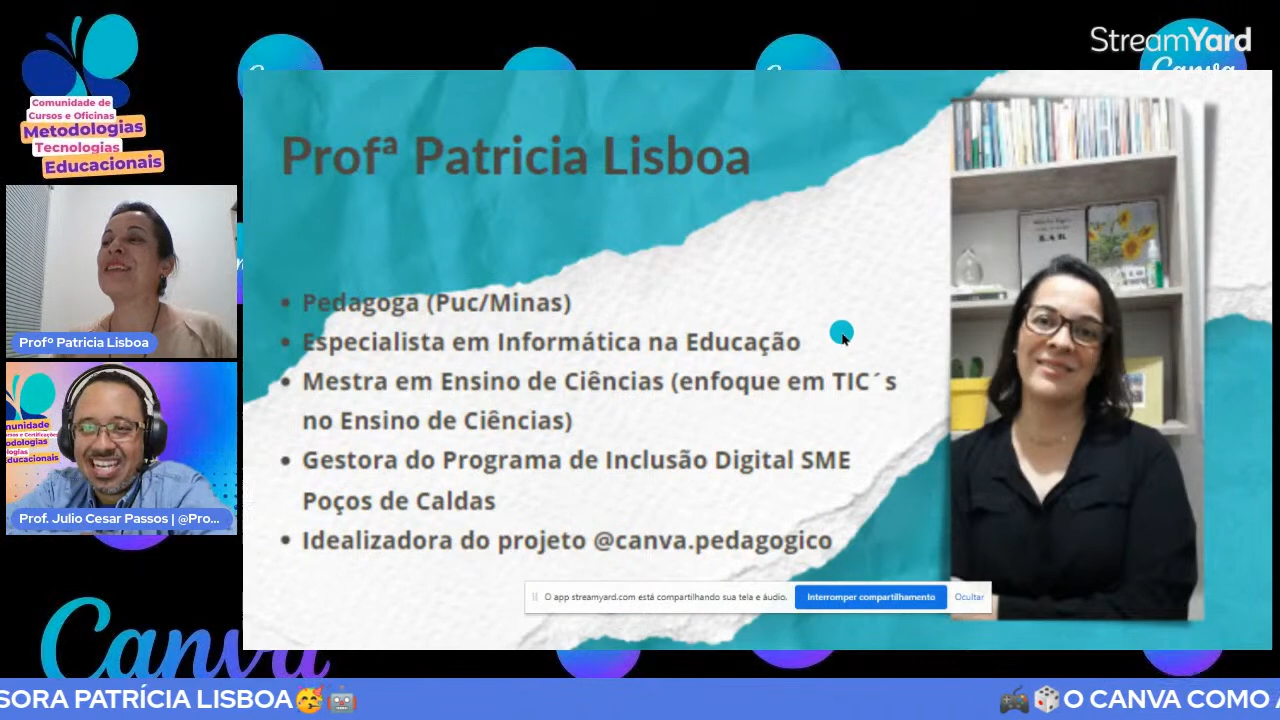 StreamYard
Canva
Comunidade de
Cursos e Oficinas
Metodologias
Tecnologias
Educacionais
Profª Patricia Lisboa
Profº Patricia Lisboa
Prof. Julio Cesar Passos | @Pro...
• Pedagoga (Puc/Minas)
• Especialista em Informática na Educação
• Mestra em Ensino de Ciências (enfoque em TIC´s
no Ensino de Ciências)
• Gestora do Programa de Inclusão Digital SME
Poços de Caldas
• Idealizadora do projeto @canva.pedagogico
O app streamyard.com está compartilhando sua tela e áudio.
Interromper compartilhamento
Ocultar
Canva
SORA PATRÍCIA LISBOA🥳🤖
🎮🎲O CANVA COMO